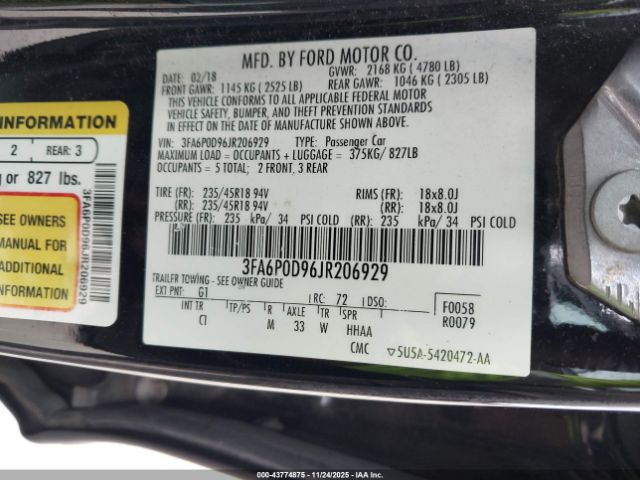 MFD. BY FORD MOTOR CO.
02/18 GVWR: 2168 KG ( 4780 LB)
FRONT GAWR: 1145 KG ( 2525 LB) REAR GAWR: 1046 KG ( 2305 LB)
THIS VEHICLE CONFORMS TO ALL APPLICABLE FEDERAL MOTOR
VEHICLE SAFETY, BUMPER, AND THEFT PREVENTION STANDARDS
IN EFFECT ON THE DATE OF MANUFACTURE SHOWN ABOVE.
VIN: 3FA6P0D96JR206929 TYPE: Passenger Car
MAXIMUM LOAD = OCCUPANTS + LUGGAGE = 375KG/ 827LB
OCCUPANTS = 5 TOTAL; 2 FRONT, 3 REAR
TIRE (FR): 235/45R18 94V RIMS (FR): 18x8.0J
(RR): 235/45R18 94V (RR): 18x8.0J
PRESSURE (FR): 235 kPa/ 34 PSI COLD (RR): 235 kPa/ 34 PSI COLD
3FA6P0D96JR206929
TRAILER TOWING - SEE OWNER GUIDE
EXT PNT: G1 RC: 72 DSO: F0058
INT TR TP/PS R AXLE TR SPR R0079
CT M 33 W HHAA
CMC 5U5A-5420472-AA
INFORMATION
2 REAR: 3
g or 827 lbs.
SEE OWNERS
MANUAL FOR
ADDITIONAL
INFORMATION
3FA6P0D96JR206929
© IAA - 43774875 - 11/24/2025 - IAAI.COM